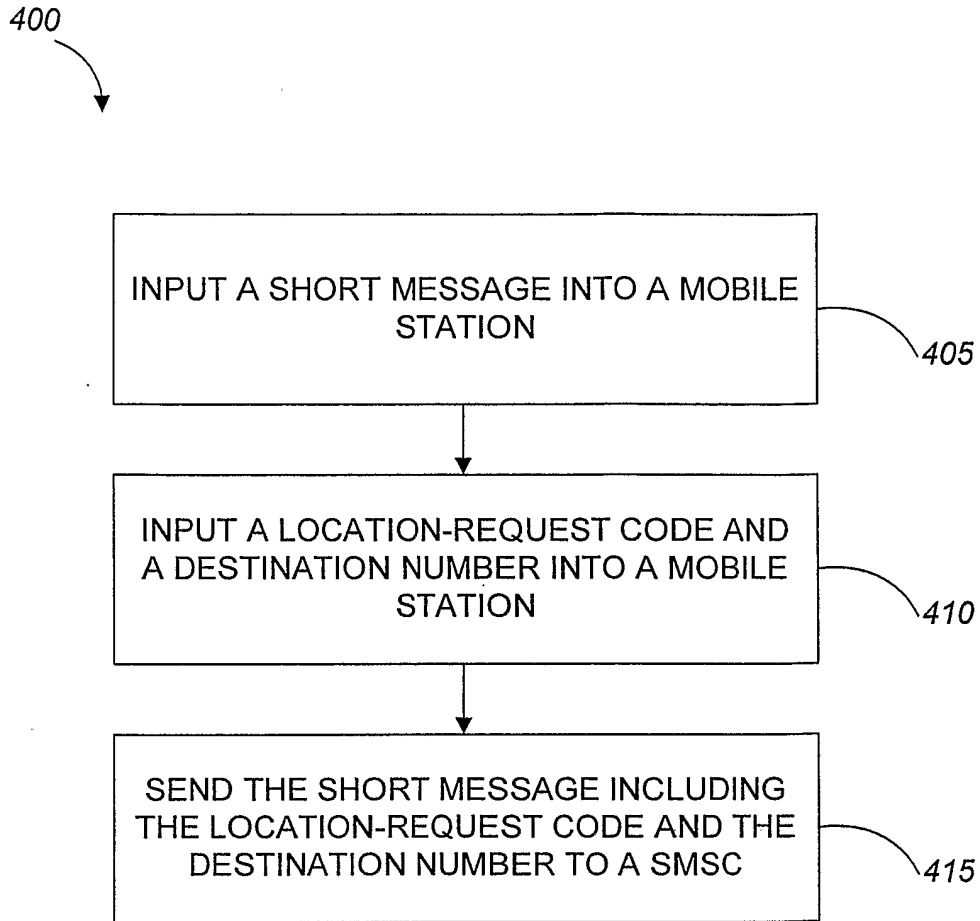 400
INPUT A SHORT MESSAGE INTO A MOBILE
STATION
405
INPUT A LOCATION-REQUEST CODE AND
A DESTINATION NUMBER INTO A MOBILE
STATION
410
SEND THE SHORT MESSAGE INCLUDING
THE LOCATION-REQUEST CODE AND THE
DESTINATION NUMBER TO A SMSC
415